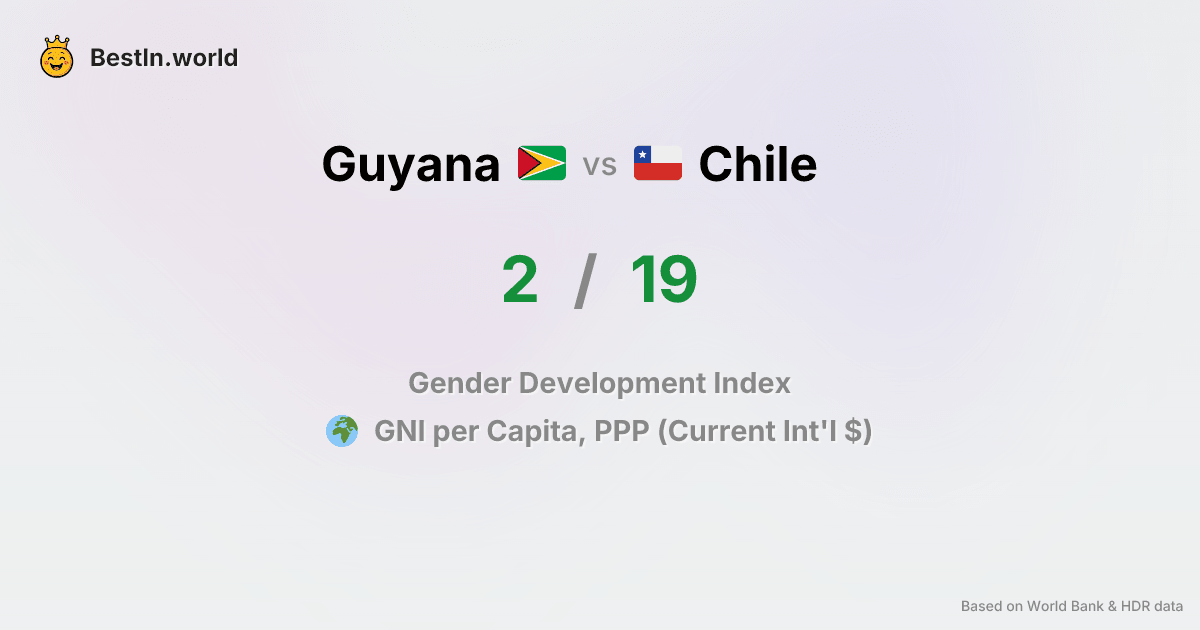 BestIn.world
Guyana vs Chile
2 / 19
Gender Development Index
GNI per Capita, PPP (Current Int'l $)
Based on World Bank & HDR data